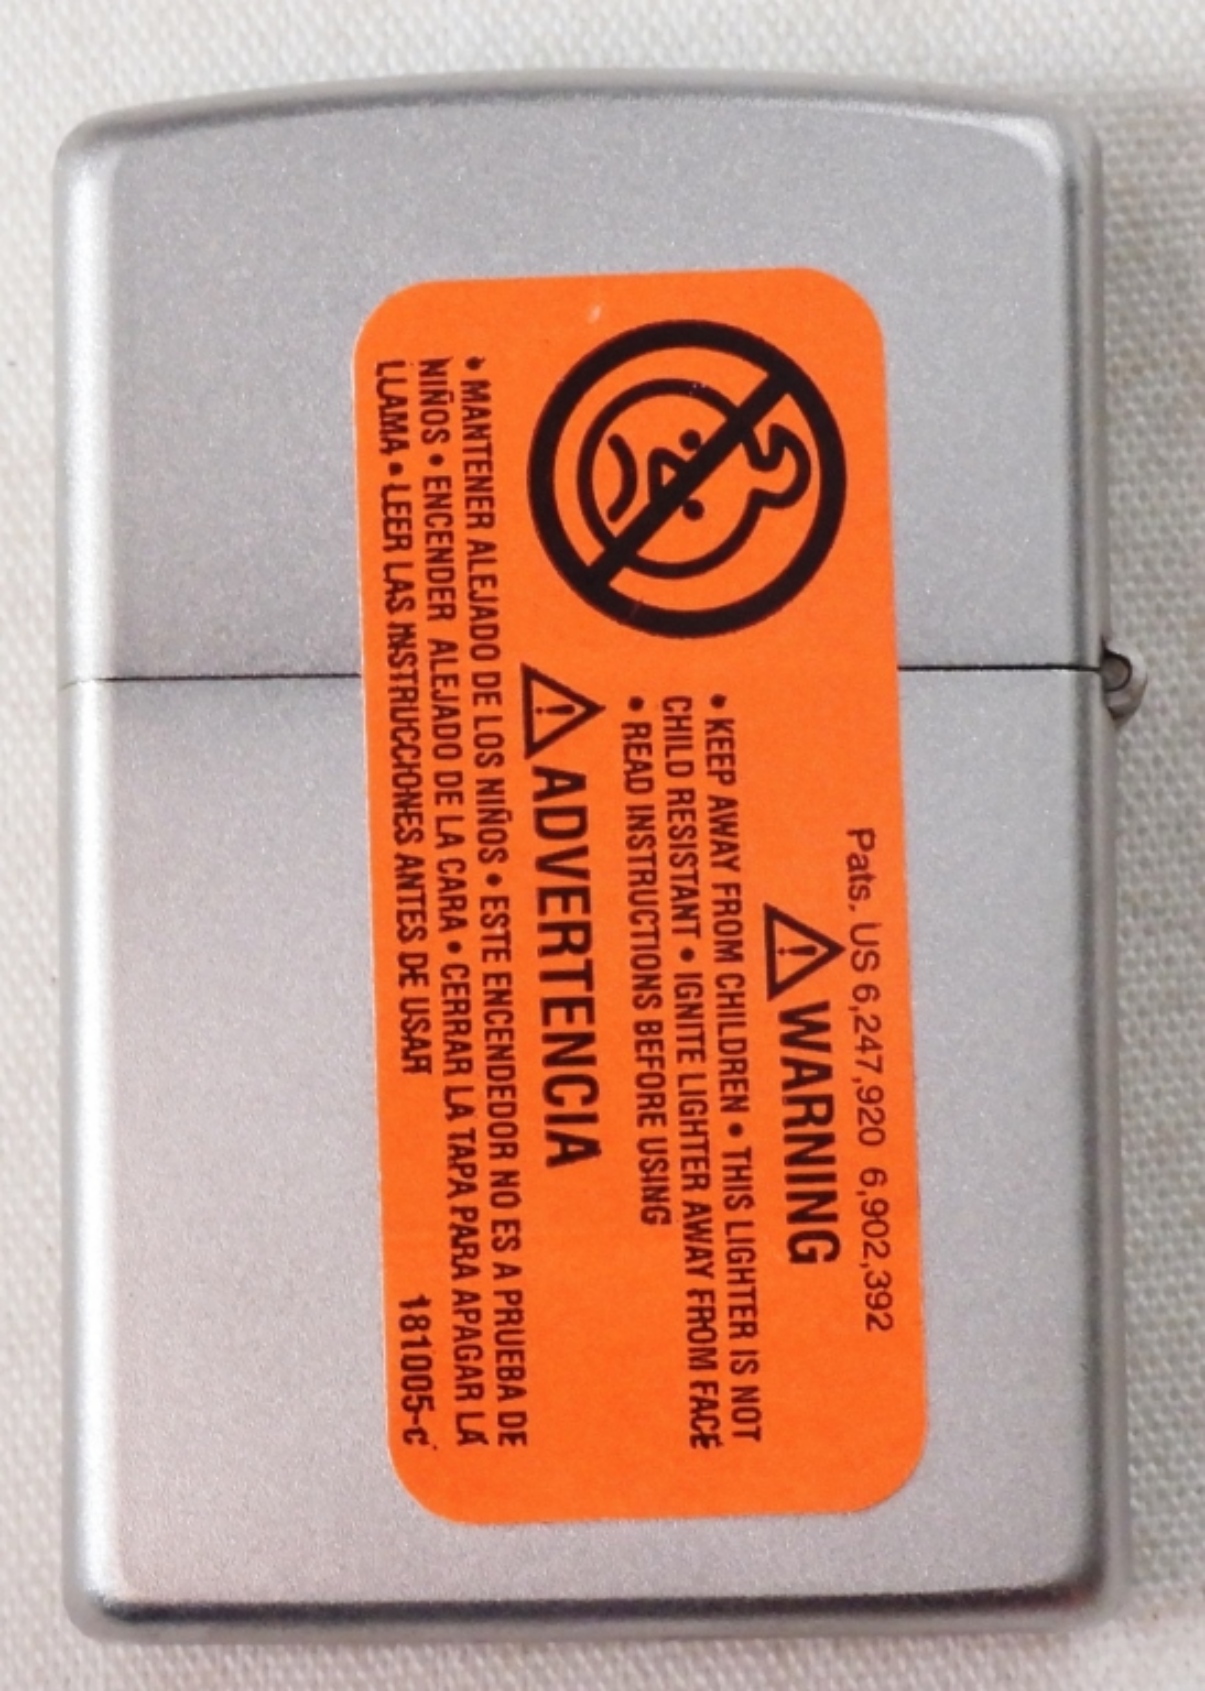 Pats. US 6,247,920 6,902,392
WARNING
• KEEP AWAY FROM CHILDREN • THIS LIGHTER IS NOT
CHILD RESISTANT • IGNITE LIGHTER AWAY FROM FACE
• READ INSTRUCTIONS BEFORE USING
ADVERTENCIA
• MANTENER ALEJADO DE LOS NIÑOS • ESTE ENCENDEDOR NO ES A PRUEBA DE
NIÑOS • ENCENDER ALEJADO DE LA CARA • CERRAR LA TAPA PARA APAGAR LA
LLAMA • LEER LAS INSTRUCCIONES ANTES DE USAR
181005-c